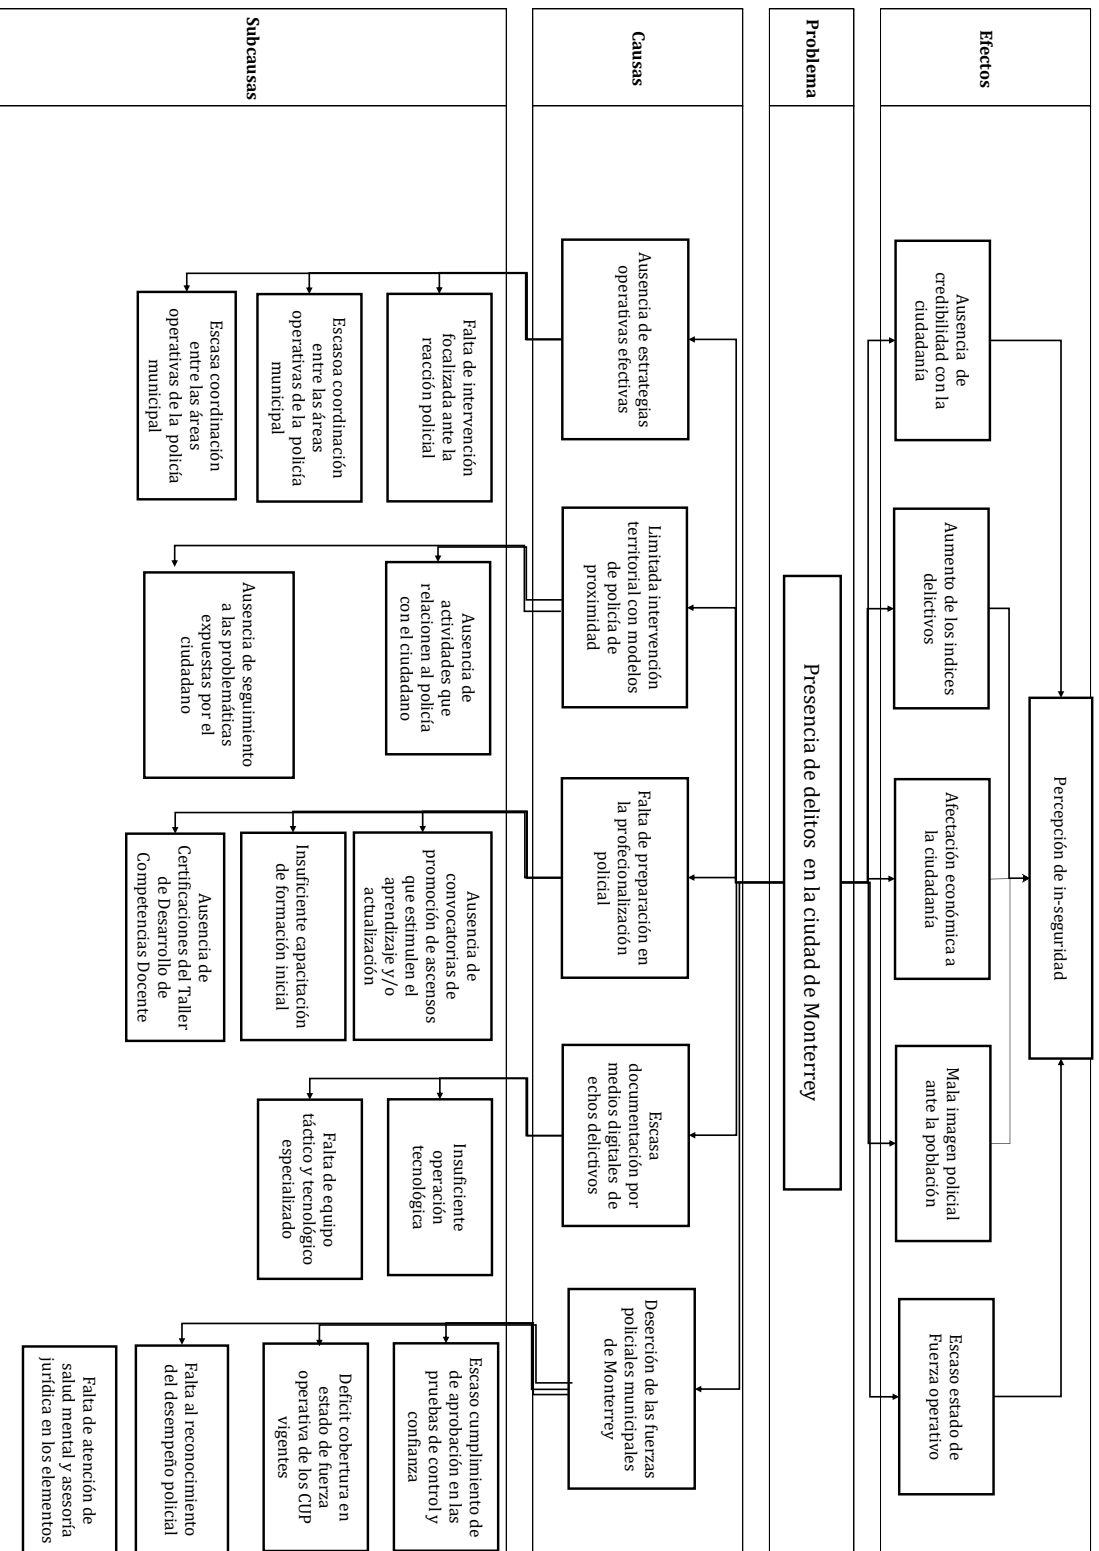 Efectos
Percepción de in-seguridad
Ausencia de
credibilidad con la
ciudadanía
Aumento de los indices
delictivos
Afectación económica a
la ciudadanía
Mala imagen policial
ante la población
Escaso estado de
Fuerza operativo
Problema
Presencia de delitos en la ciudad de Monterrey
Causas
Ausencia de estrategias
operativas efectivas
Limitada intervención
territorial con modelos
de policía de
proximidad
Falta de preparación en
la profecionalización
policial
Escasa
documentación por
medios digitales de
echos delictivos
Deserción de las fuerzas
policiales municipales
de Monterrey
Subcausas
Falta de intervención
focalizada ante la
reacción policial
Escasoa coordinación
entre las áreas
operativas de la policía
municipal
Escasa coordinación
entre las áreas
operativas de la policía
municipal
Ausencia de
actividades que
relacionen al policía
con el ciudadano
Ausencia de seguimiento
a las problemáticas
expuestas por el
ciudadano
Ausencia de
convocatorias de
promoción de ascensos
que estimulen el
aprendizaje y/o
actualización
Insuficiente capacitación
de formación inicial
Ausencia de
Certificaciones del Taller
de Desarrollo de
Competencias Docente
Insuficiente
operación
tecnológica
Falta de equipo
táctico y tecnológico
especializado
Escaso cumplimiento de
de aprobación en las
pruebas de control y
confianza
Deficit cobertura en
estado de fuerza
operativa de los CUP
vigentes
Falta al reconocimiento
del desempeño policial
Falta de atención de
salud mental y asesoría
jurídica en los elementos